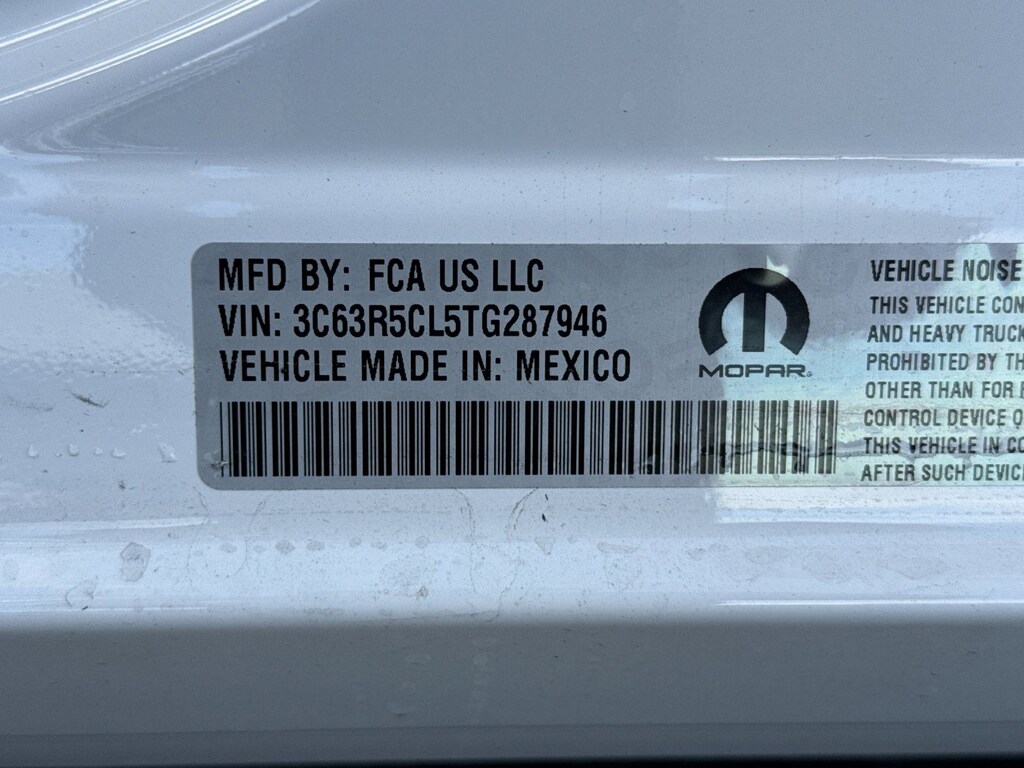 MFD BY: FCA US LLC
VIN: 3C63R5CL5TG287946
VEHICLE MADE IN: MEXICO
MOPAR®
VEHICLE NOISE
THIS VEHICLE CON
AND HEAVY TRUCK
PROHIBITED BY TH
OTHER THAN FOR
CONTROL DEVICE O
THIS VEHICLE IN CO
AFTER SUCH DEVIC